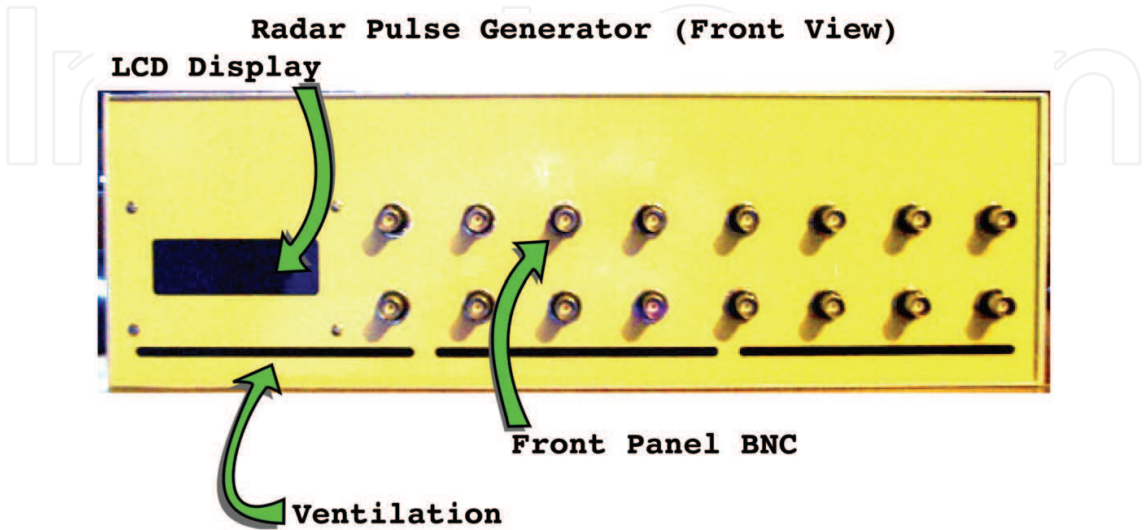 Radar Pulse Generator (Front View)
LCD Display
Front Panel BNC
Ventilation